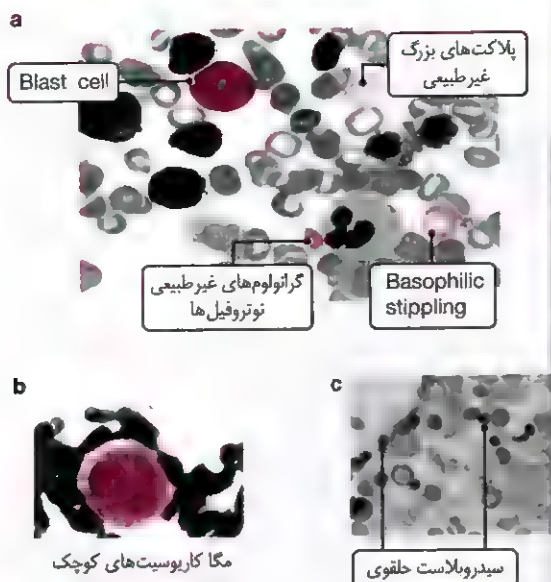 a
Blast cell
پلاکت‌های بزرگ
غیرطبیعی
گرانولوم‌های غیرطبیعی
نوتروفیل‌ها
Basophilic
stippling
b
مگا کاریوسیت‌های کوچک
c
سیدروبلاست حلقوی